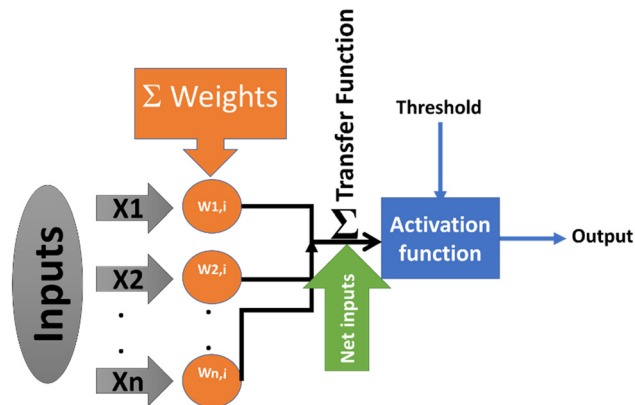 Σ Weights
Σ Transfer Function
Threshold
Inputs
X1
W1,i
Activation
function
Output
X2
W2,i
Net inputs
Xn
Wn,i